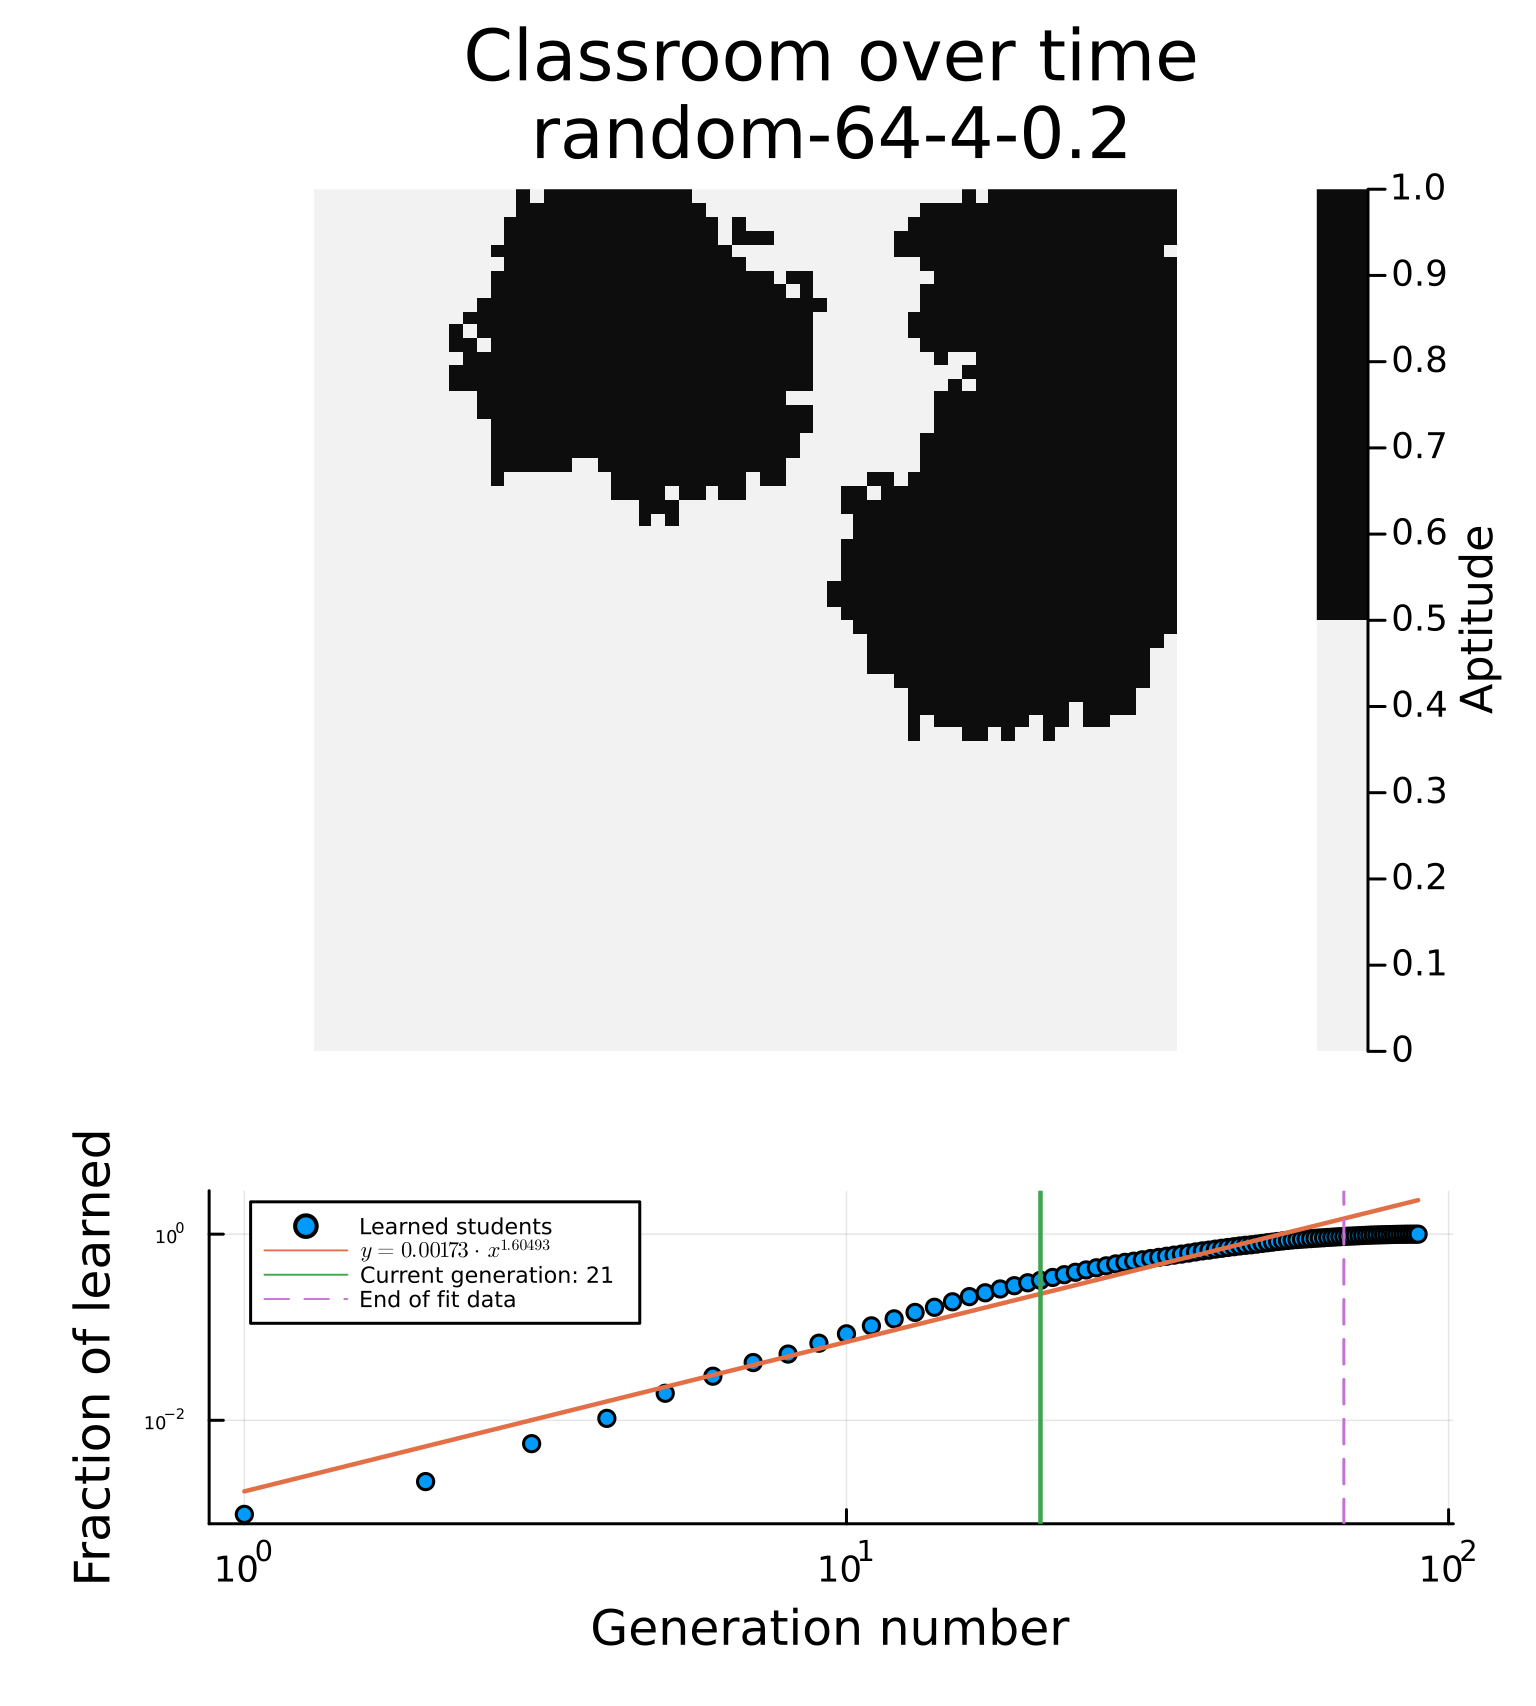 Classroom over time
random-64-4-0.2
1.0
0.9
0.8
0.7
0.6
0.5
0.4
0.3
0.2
0.1
0
Aptitude
Fraction of learned
10^0
10^-2
Learned students
y = 0.00173 · x^1.60493
Current generation: 21
End of fit data
10^0
10^1
10^2
Generation number